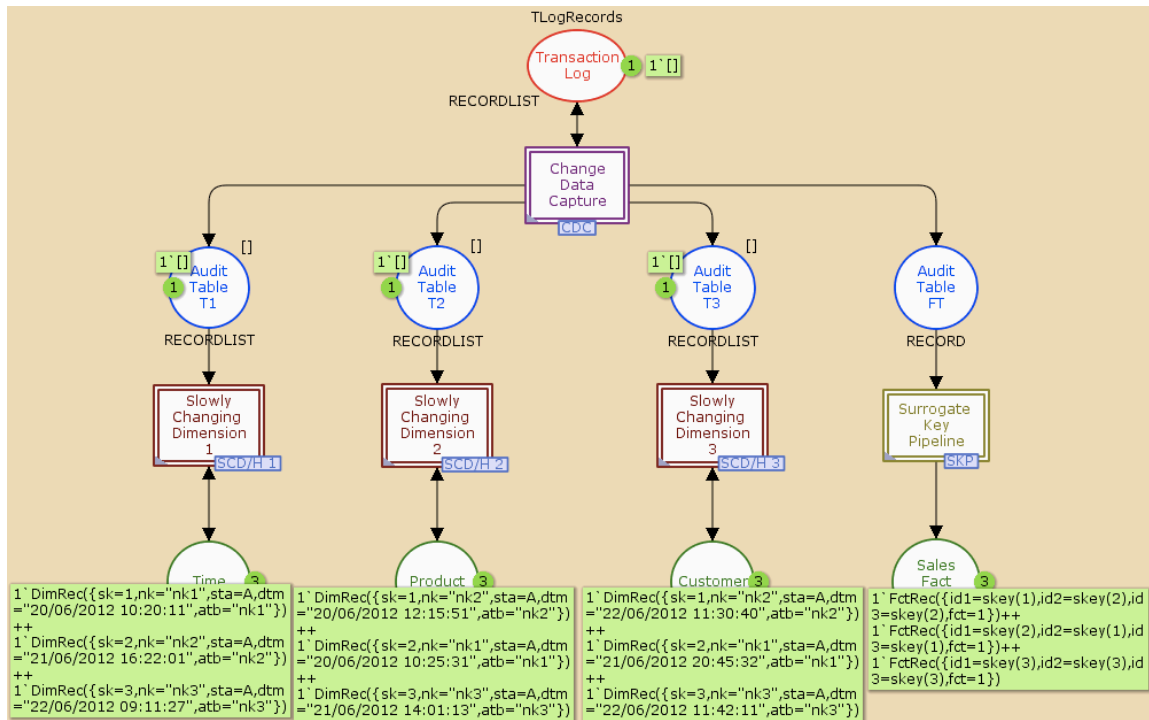 TLogRecords
Transaction
Log
1
1`[]
RECORDLIST
Change
Data
Capture
CDC
[]
1`[]
1
Audit
Table
T1
RECORDLIST
[]
1`[]
1
Audit
Table
T2
RECORDLIST
[]
1`[]
1
Audit
Table
T3
RECORDLIST
Audit
Table
FT
RECORD
Slowly
Changing
Dimension
1
SCD/H 1
Slowly
Changing
Dimension
2
SCD/H 2
Slowly
Changing
Dimension
3
SCD/H 3
Surrogate
Key
Pipeline
SKP
Time
3
1`DimRec({sk=1,nk="nk1",sta=A,dtm
="20/06/2012 10:20:11",atb="nk1"})
++
1`DimRec({sk=2,nk="nk2",sta=A,dtm
="21/06/2012 16:22:01",atb="nk2"})
++
1`DimRec({sk=3,nk="nk3",sta=A,dtm
="22/06/2012 09:11:27",atb="nk3"})
Product
3
1`DimRec({sk=1,nk="nk2",sta=A,dtm
="20/06/2012 12:15:51",atb="nk2"})
++
1`DimRec({sk=2,nk="nk1",sta=A,dtm
="20/06/2012 10:25:31",atb="nk1"})
++
1`DimRec({sk=3,nk="nk3",sta=A,dtm
="21/06/2012 14:01:13",atb="nk3"})
Customer
3
1`DimRec({sk=1,nk="nk2",sta=A,dtm
="22/06/2012 11:30:40",atb="nk2"})
++
1`DimRec({sk=2,nk="nk1",sta=A,dtm
="21/06/2012 20:45:32",atb="nk1"})
++
1`DimRec({sk=3,nk="nk3",sta=A,dtm
="22/06/2012 11:42:11",atb="nk3"})
Sales
Fact
3
1`FctRec({id1=skey(1),id2=skey(2),id
3=skey(2),fct=1})++
1`FctRec({id1=skey(2),id2=skey(1),id
3=skey(1),fct=1})++
1`FctRec({id1=skey(3),id2=skey(3),id
3=skey(3),fct=1})